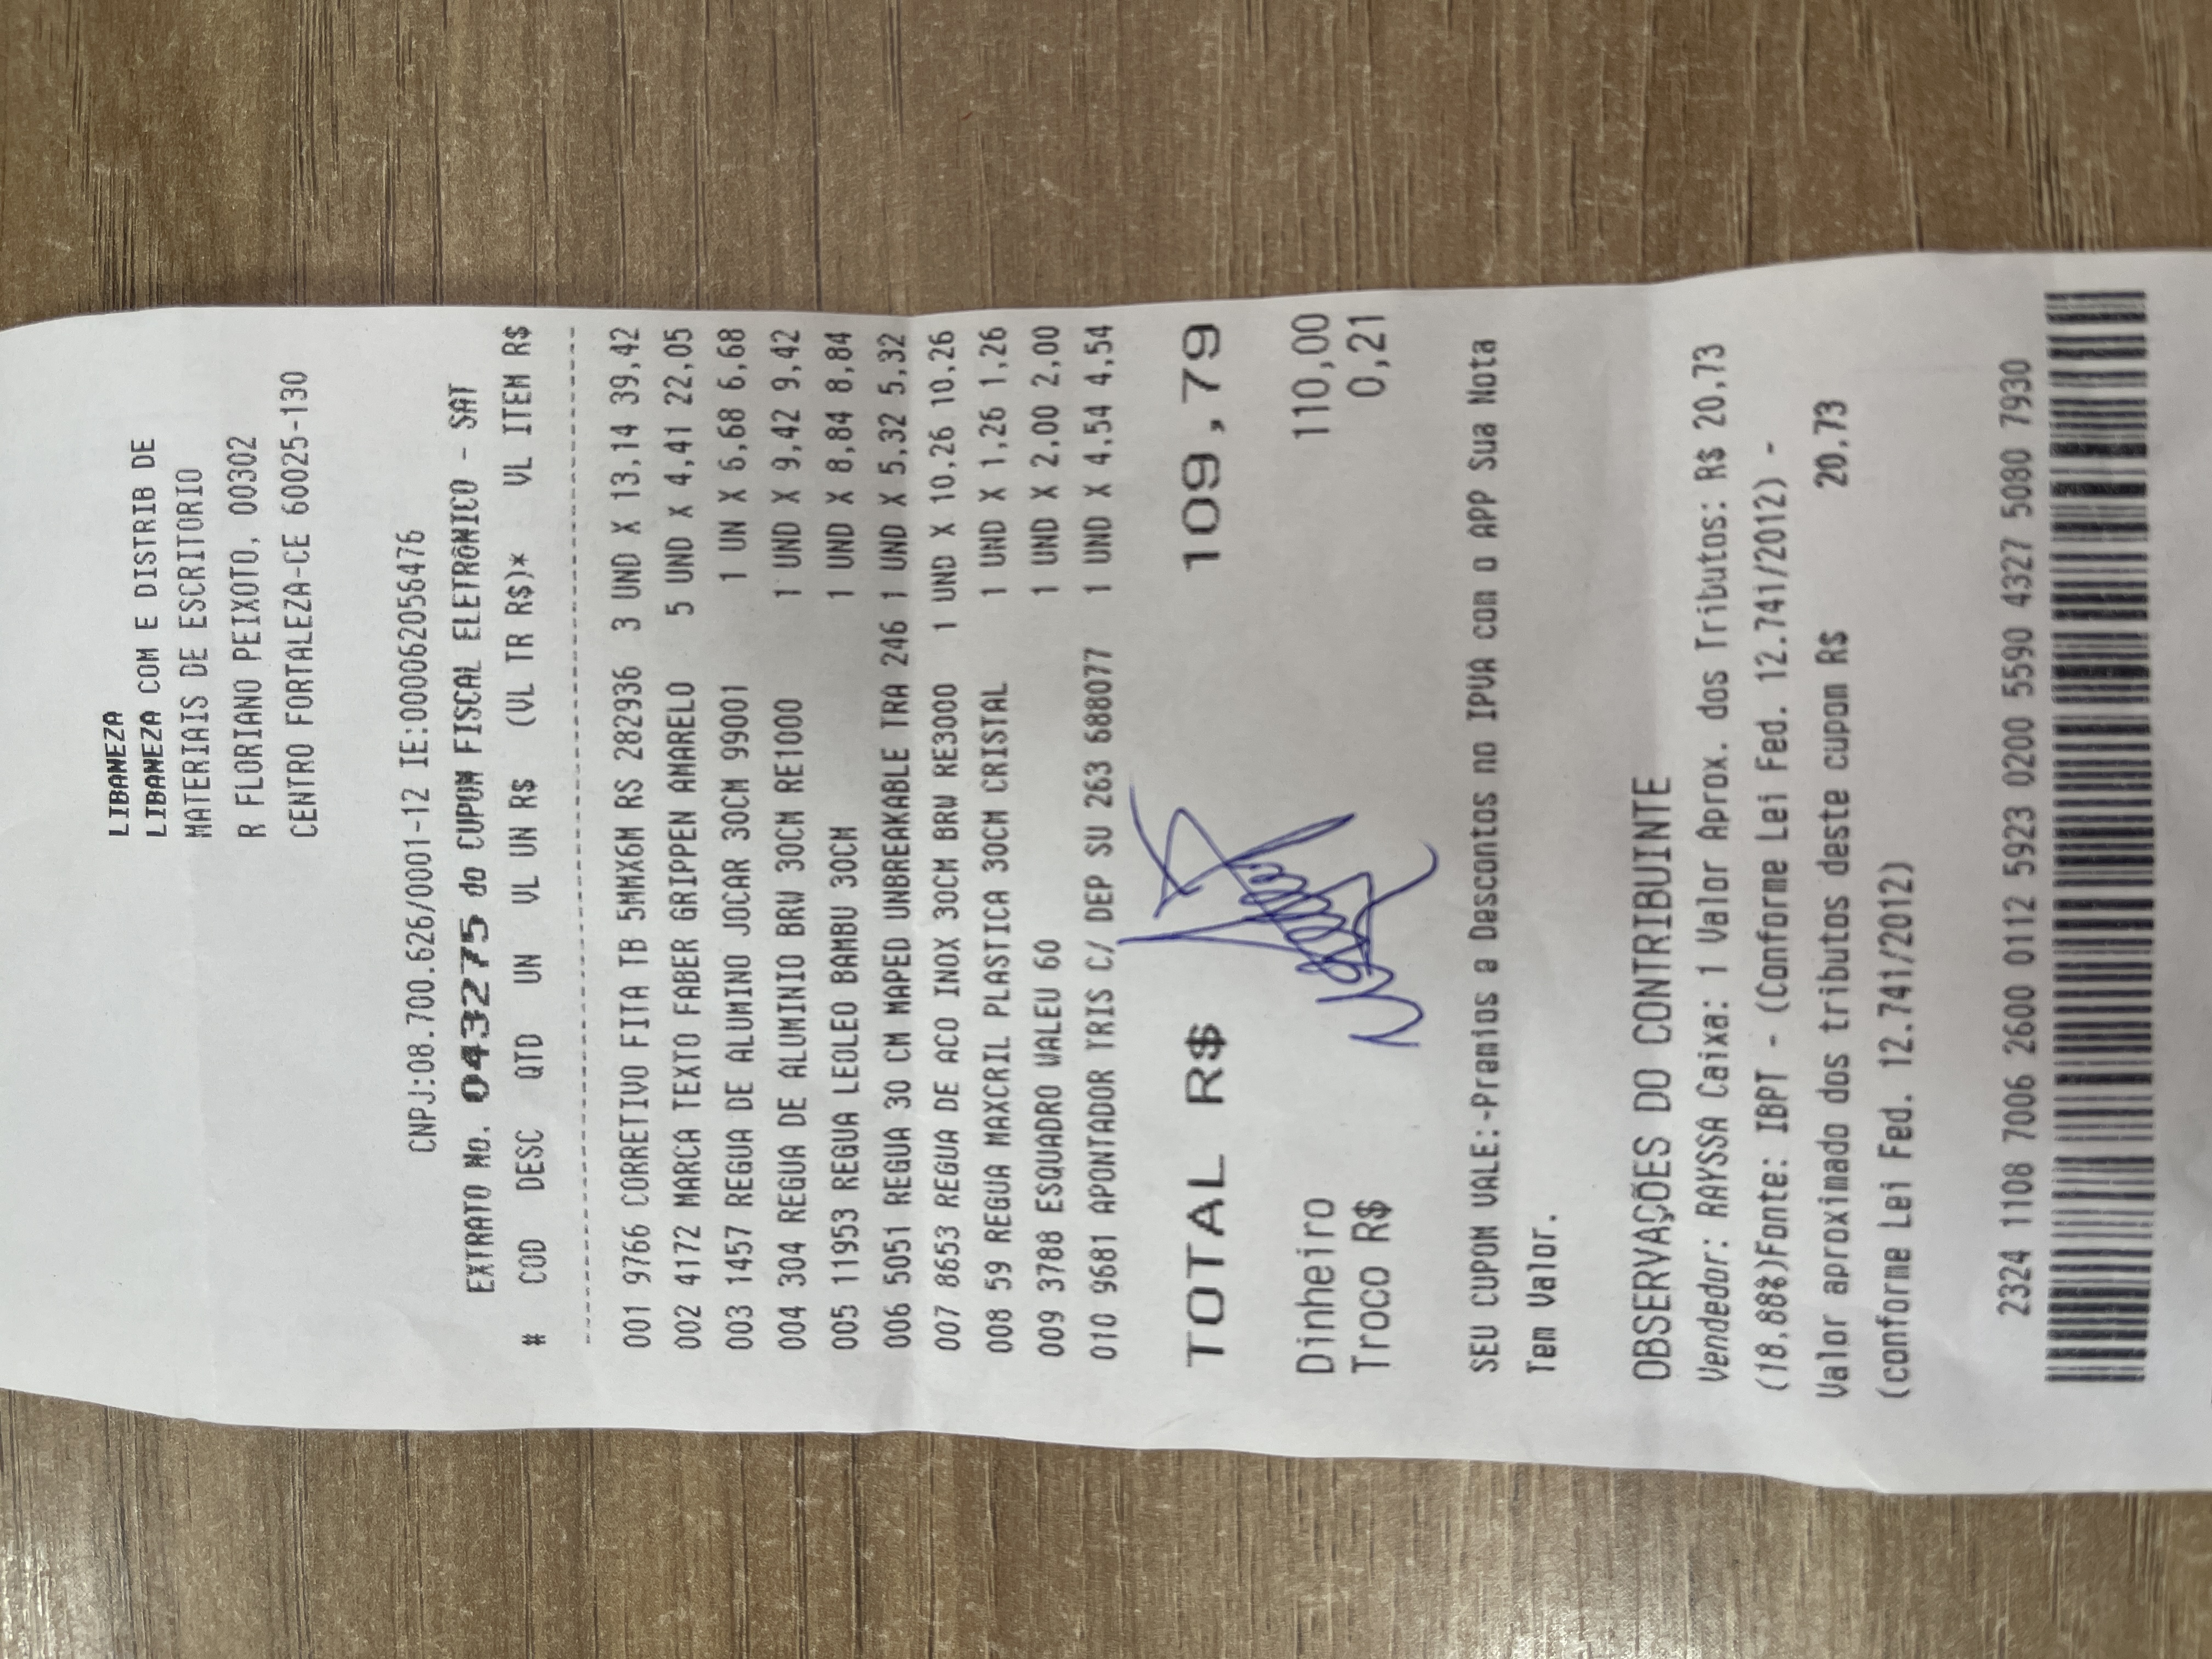 LIBANEZA
LIBANEZA COM E DISTRIB DE
MATERIAIS DE ESCRITORIO
R FLORIANO PEIXOTO, 00302
CENTRO FORTALEZA-CE 60025-130
CNPJ:08.700.626/0001-12 IE:000062056476
EXTRATO No. 043275 do CUPOM FISCAL ELETRÔNICO - SAT
# COD DESC QTD UN VL UN R$ (VL TR R$)* VL ITEM R$
001 9766 CORRETIVO FITA TB 5MMX6M RS 282936 3 UND X 13,14 39,42
002 4172 MARCA TEXTO FABER GRIPPEN AMARELO 5 UND X 4,41 22,05
003 1457 REGUA DE ALUMINO JOCAR 30CM 99001 1 UN X 6,68 6,68
004 304 REGUA DE ALUMINIO BRW 30CM RE1000 1 UND X 9,42 9,42
005 11953 REGUA LEOLEO BAMBU 30CM 1 UND X 8,84 8,84
006 5051 REGUA 30 CM MAPED UNBREAKABLE TRA 246 1 UND X 5,32 5,32
007 8653 REGUA DE ACO INOX 30CM BRW RE3000 1 UND X 10,26 10,26
008 59 REGUA MAXCRIL PLASTICA 30CM CRISTAL 1 UND X 1,26 1,26
009 3788 ESQUADRO WALEU 60 1 UND X 2,00 2,00
010 9681 APONTADOR TRIS C/ DEP SU 263 688077 1 UND X 4,54 4,54
TOTAL R$ 109,79
Dinheiro 110,00
Troco R$ 0,21
SEU CUPOM VALE:-Premios e Descontos no IPVA com o APP Sua Nota
Tem Valor.
OBSERVAÇÕES DO CONTRIBUINTE
Vendedor: RAYSSA Caixa: 1 Valor Aprox. dos Tributos: R$ 20,73
(18,88%)Fonte: IBPT - (Conforme Lei Fed. 12.741/2012) -
Valor aproximado dos tributos deste cupom R$ 20,73
(conforme Lei Fed. 12.741/2012)
2324 1108 7006 2600 0112 5923 0200 5590 4327 5080 7930